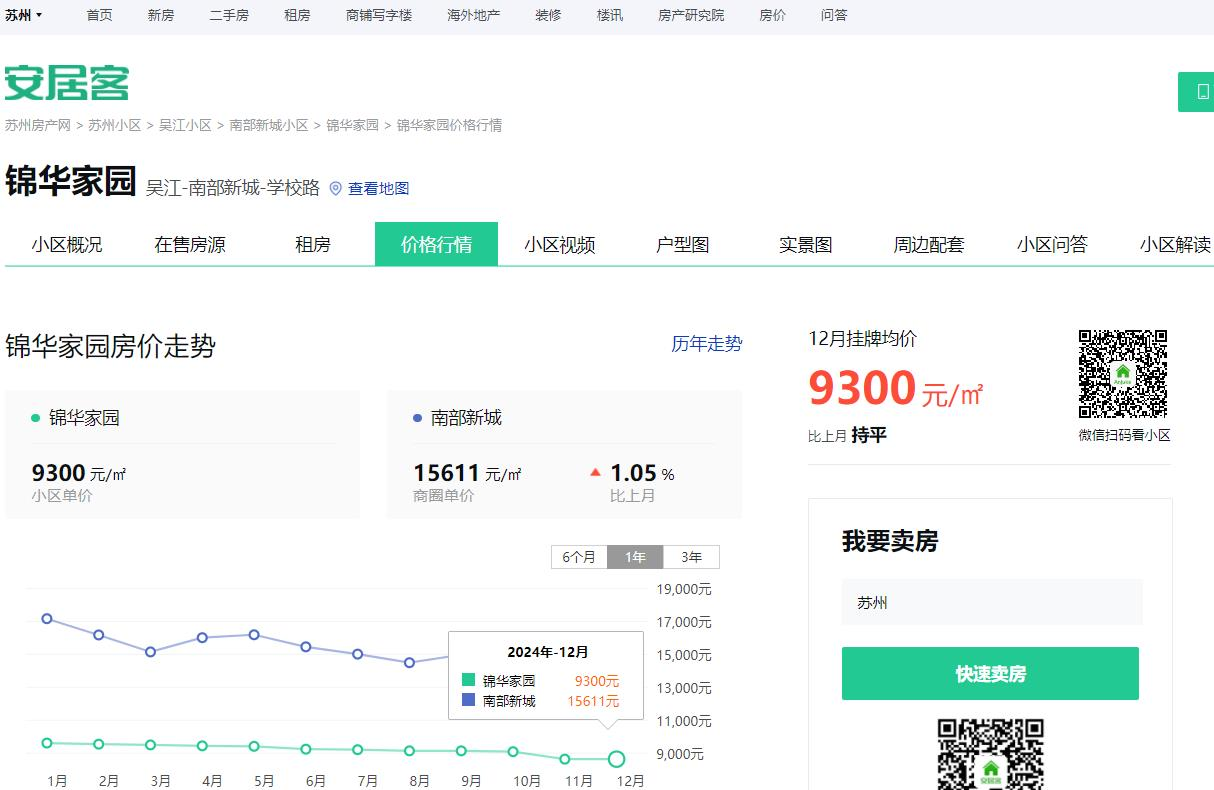 苏州 首页 新房 二手房 租房 商铺写字楼 海外地产 装修 楼讯 房产研究院 房价 问答
安居客
苏州房产网 > 苏州小区 > 吴江小区 > 南部新城小区 > 锦华家园 > 锦华家园价格行情
锦华家园 吴江-南部新城-学校路 查看地图
小区概况 在售房源 租房 价格行情 小区视频 户型图 实景图 周边配套 小区问答 小区解读
锦华家园房价走势 历年走势
锦华家园
9300 元/㎡
小区单价
南部新城
15611 元/㎡ 1.05 %
商圈单价 比上月
6个月 1年 3年
19,000元
17,000元
15,000元
13,000元
11,000元
9,000元
2024年-12月
锦华家园 9300元
南部新城 15611元
1月 2月 3月 4月 5月 6月 7月 8月 9月 10月 11月 12月
12月挂牌均价
9300 元/㎡
比上月 持平
Anjuke
微信扫码看小区
我要卖房
苏州
快速卖房
安居客